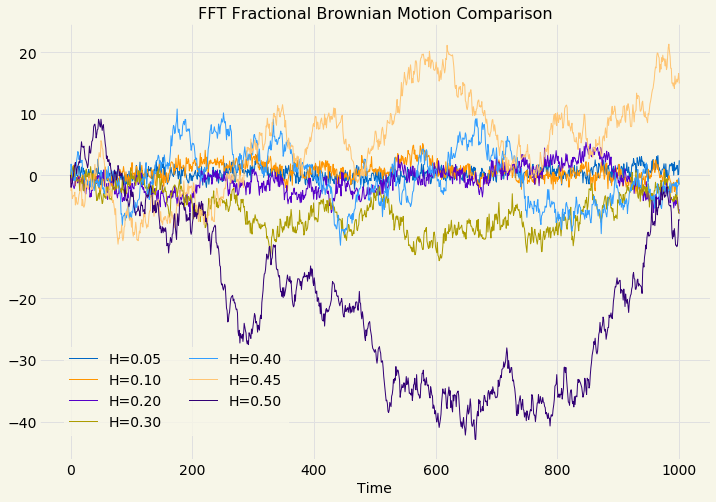 FFT Fractional Brownian Motion Comparison
20
10
0
−10
−20
−30
−40
H=0.05
H=0.10
H=0.20
H=0.30
H=0.40
H=0.45
H=0.50
0 200 400 600 800 1000
Time